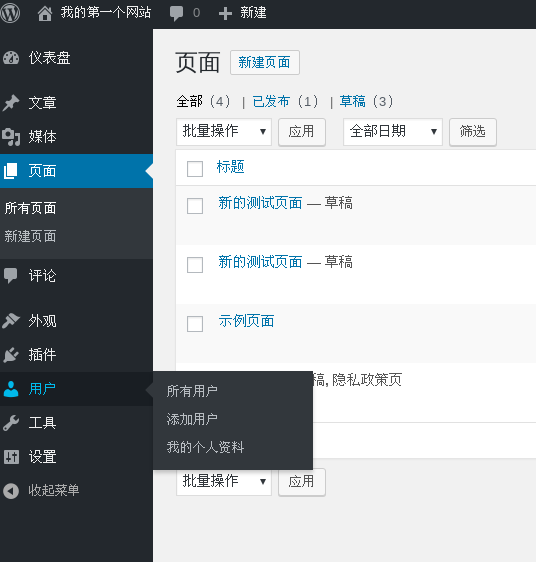 我的第一个网站 0 新建
仪表盘
文章
媒体
页面
所有页面
新建页面
评论
外观
插件
用户
工具
设置
收起菜单
所有用户
添加用户
我的个人资料
页面 新建页面
全部（4） | 已发布（1） | 草稿（3）
批量操作 应用 全部日期 筛选
标题
新的测试页面 — 草稿
新的测试页面 — 草稿
示例页面
稿, 隐私政策页
批量操作 应用